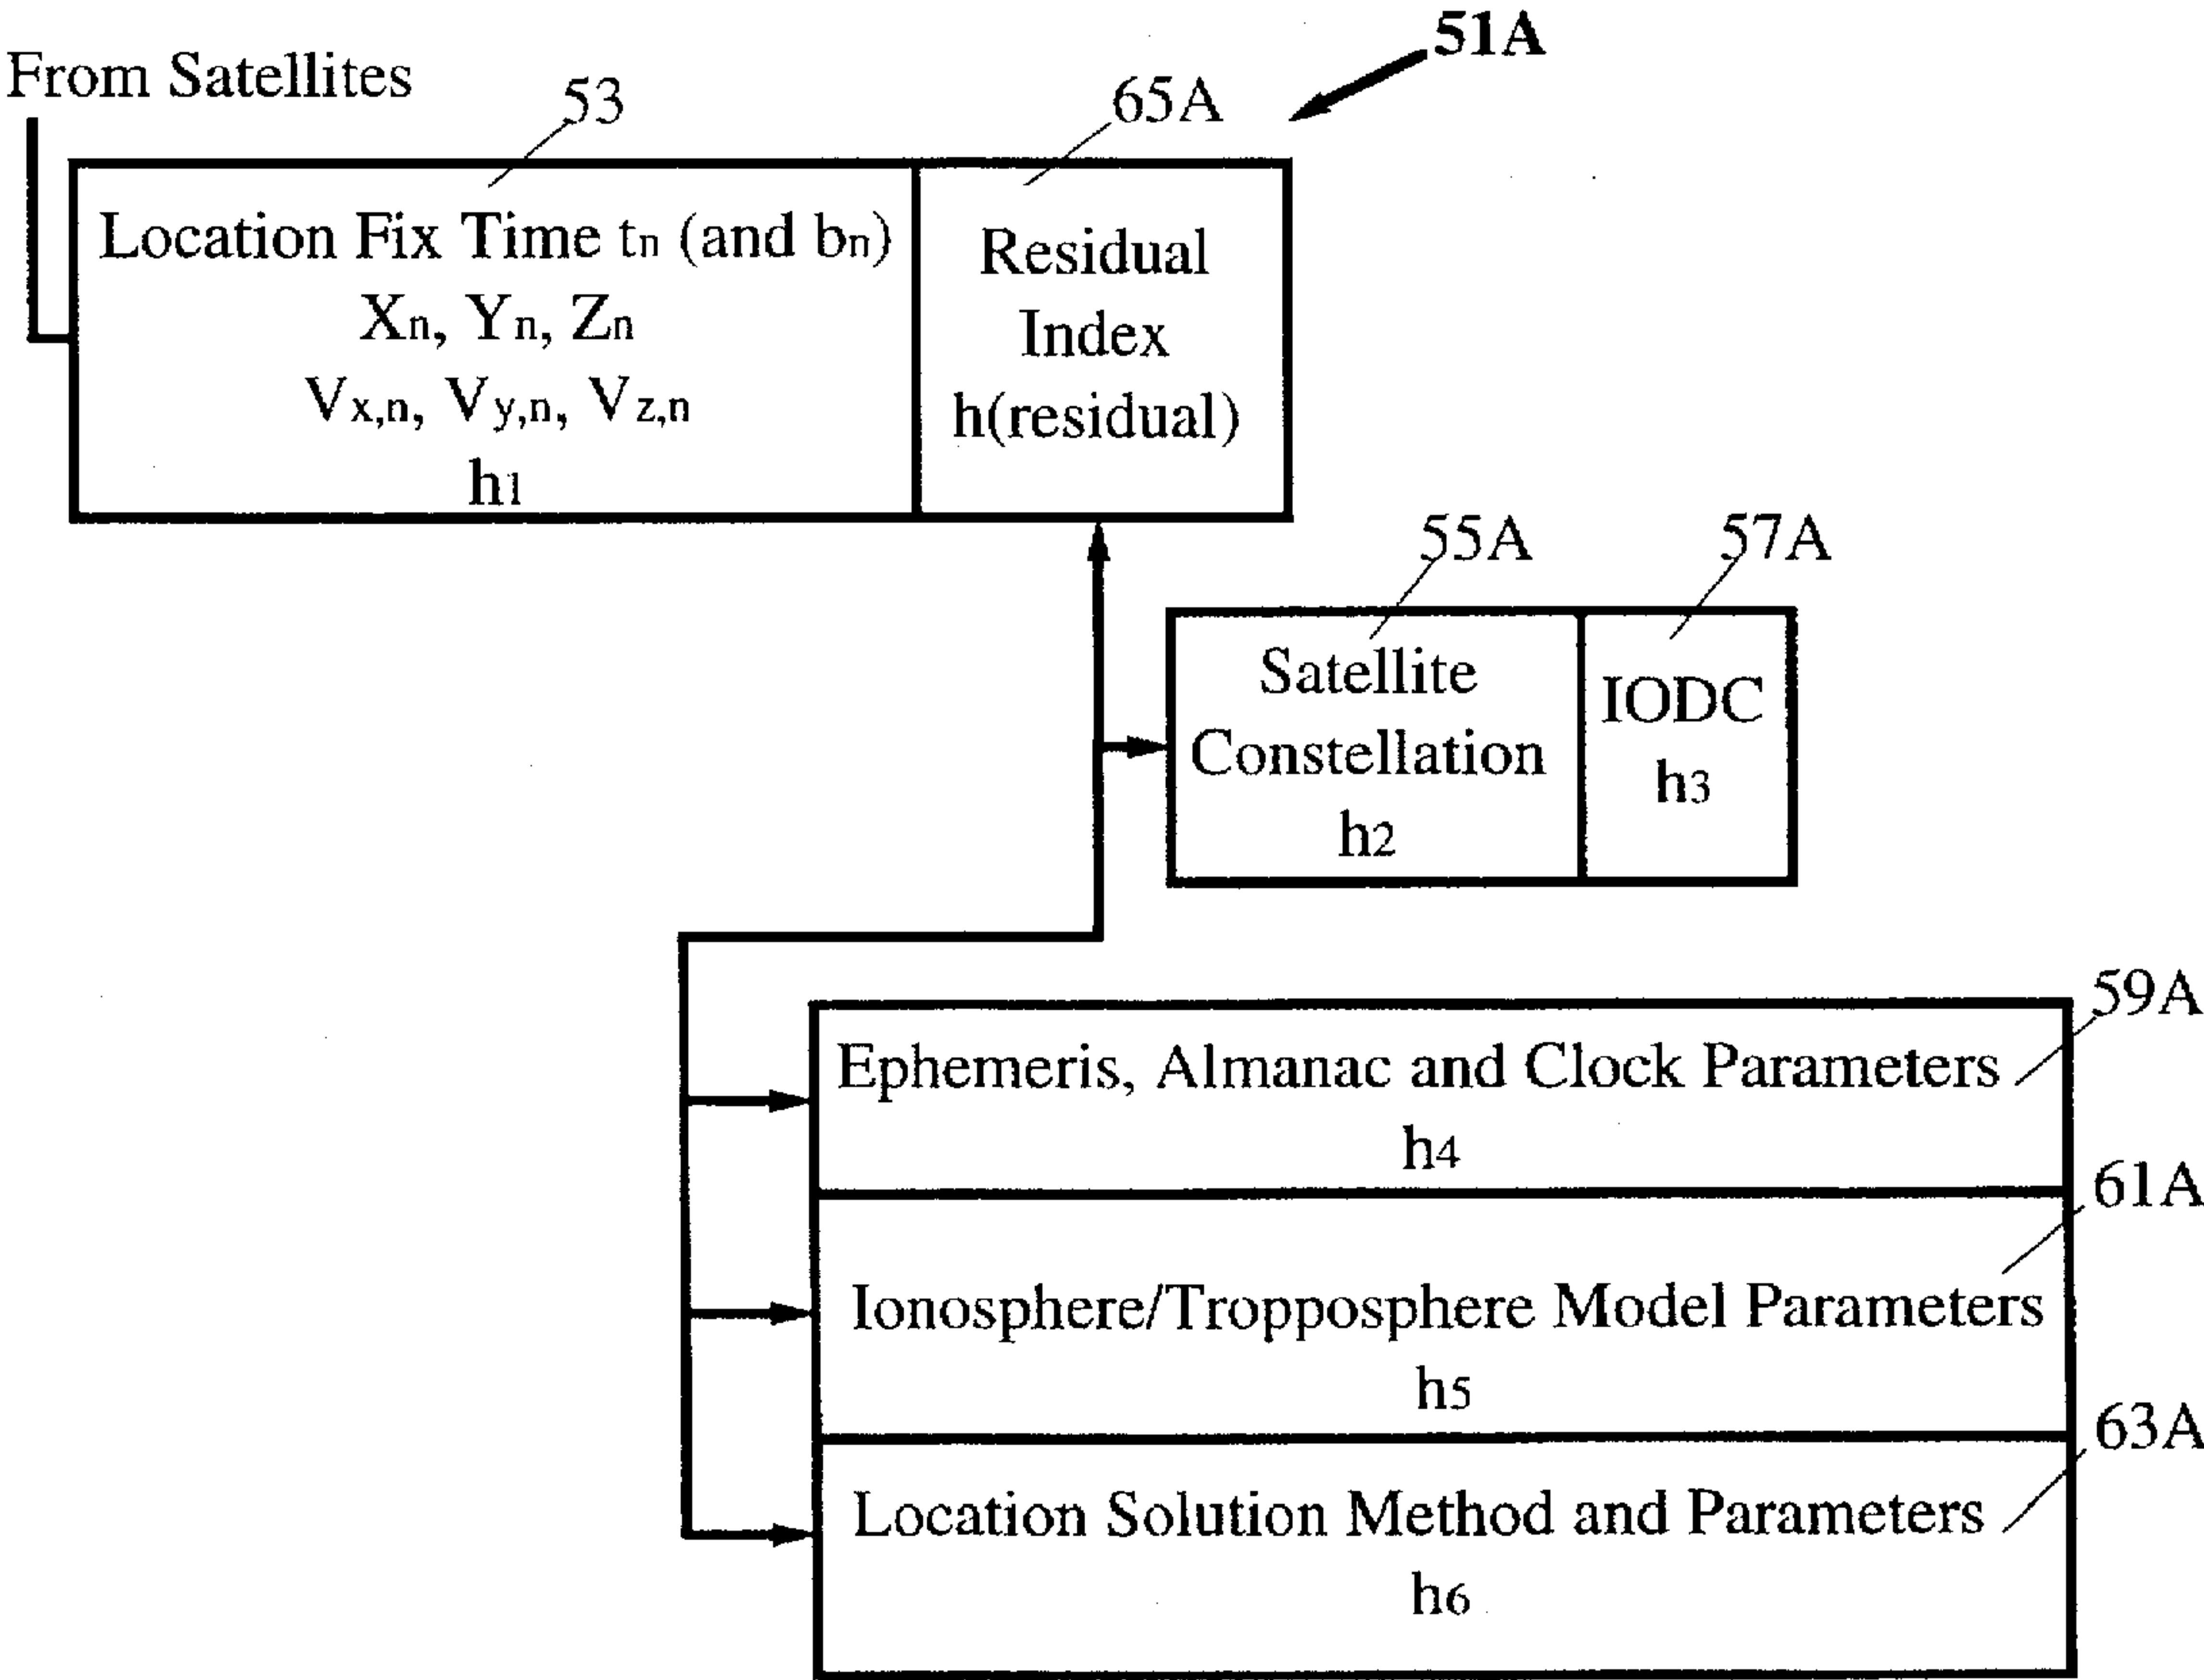 51A
From Satellites
53
65A
Location Fix Time tn (and bn)
Xn, Yn, Zn
Vx,n, Vy,n, Vz,n
h1
Residual
Index
h(residual)
55A
57A
Satellite
Constellation
h2
IODC
h3
59A
Ephemeris, Almanac and Clock Parameters
h4
61A
Ionosphere/Tropposphere Model Parameters
h5
63A
Location Solution Method and Parameters
h6